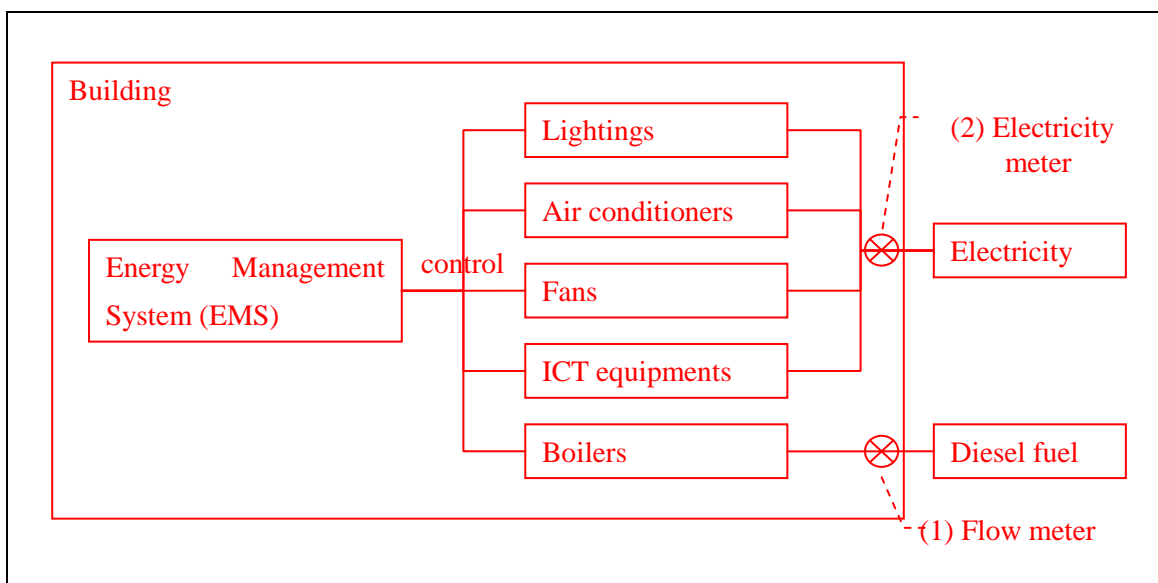 Building
Lightings
(2) Electricity
meter
Air conditioners
Energy Management
System (EMS)
control
Electricity
Fans
ICT equipments
Boilers
Diesel fuel
(1) Flow meter